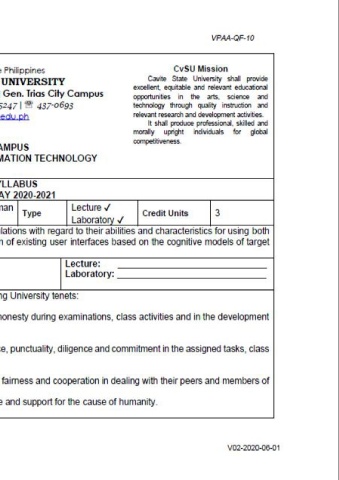 VPAA-QF-10
Philippines
UNIVERSITY
Gen. Trias City Campus
5247 | ☏ 437-0693
edu.ph
CvSU Mission
Cavite State University shall provide
excellent, equitable and relevant educational
opportunities in the arts, science and
technology through quality instruction and
relevant research and development activities.
It shall produce professional, skilled and
morally upright individuals for global
competitiveness.
AMPUS
MATION TECHNOLOGY
YLLABUS
AY 2020-2021
man Type Lecture ✓ Laboratory ✓ Credit Units 3
ulations with regard to their abilities and characteristics for using both
n of existing user interfaces based on the cognitive models of target
Lecture:
Laboratory:
ng University tenets:
honesty during examinations, class activities and in the development
ce, punctuality, diligence and commitment in the assigned tasks, class
fairness and cooperation in dealing with their peers and members of
e and support for the cause of humanity.
V02-2020-06-01